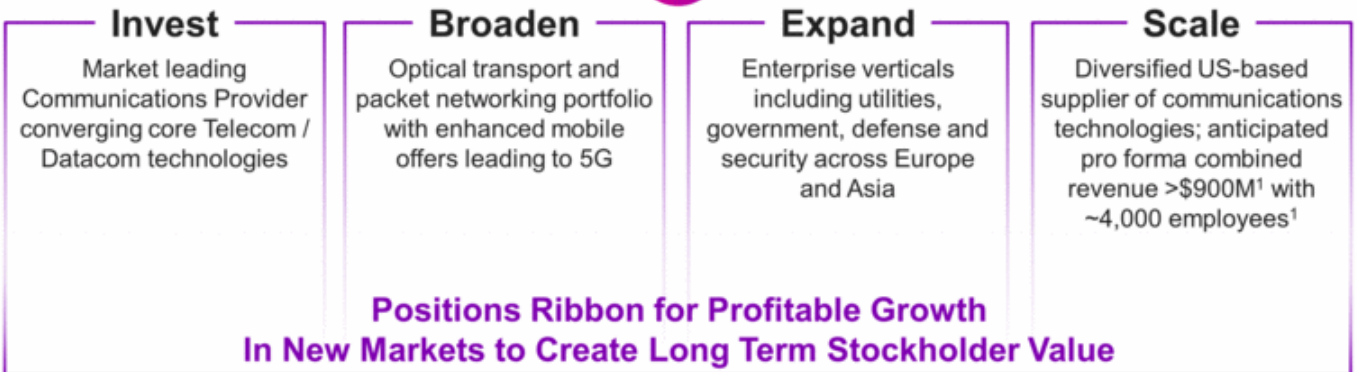 Invest
Market leading
Communications Provider
converging core Telecom /
Datacom technologies
Broaden
Optical transport and
packet networking portfolio
with enhanced mobile
offers leading to 5G
Expand
Enterprise verticals
including utilities,
government, defense and
security across Europe
and Asia
Scale
Diversified US-based
supplier of communications
technologies; anticipated
pro forma combined
revenue >$900M¹ with
~4,000 employees¹
Positions Ribbon for Profitable Growth
In New Markets to Create Long Term Stockholder Value